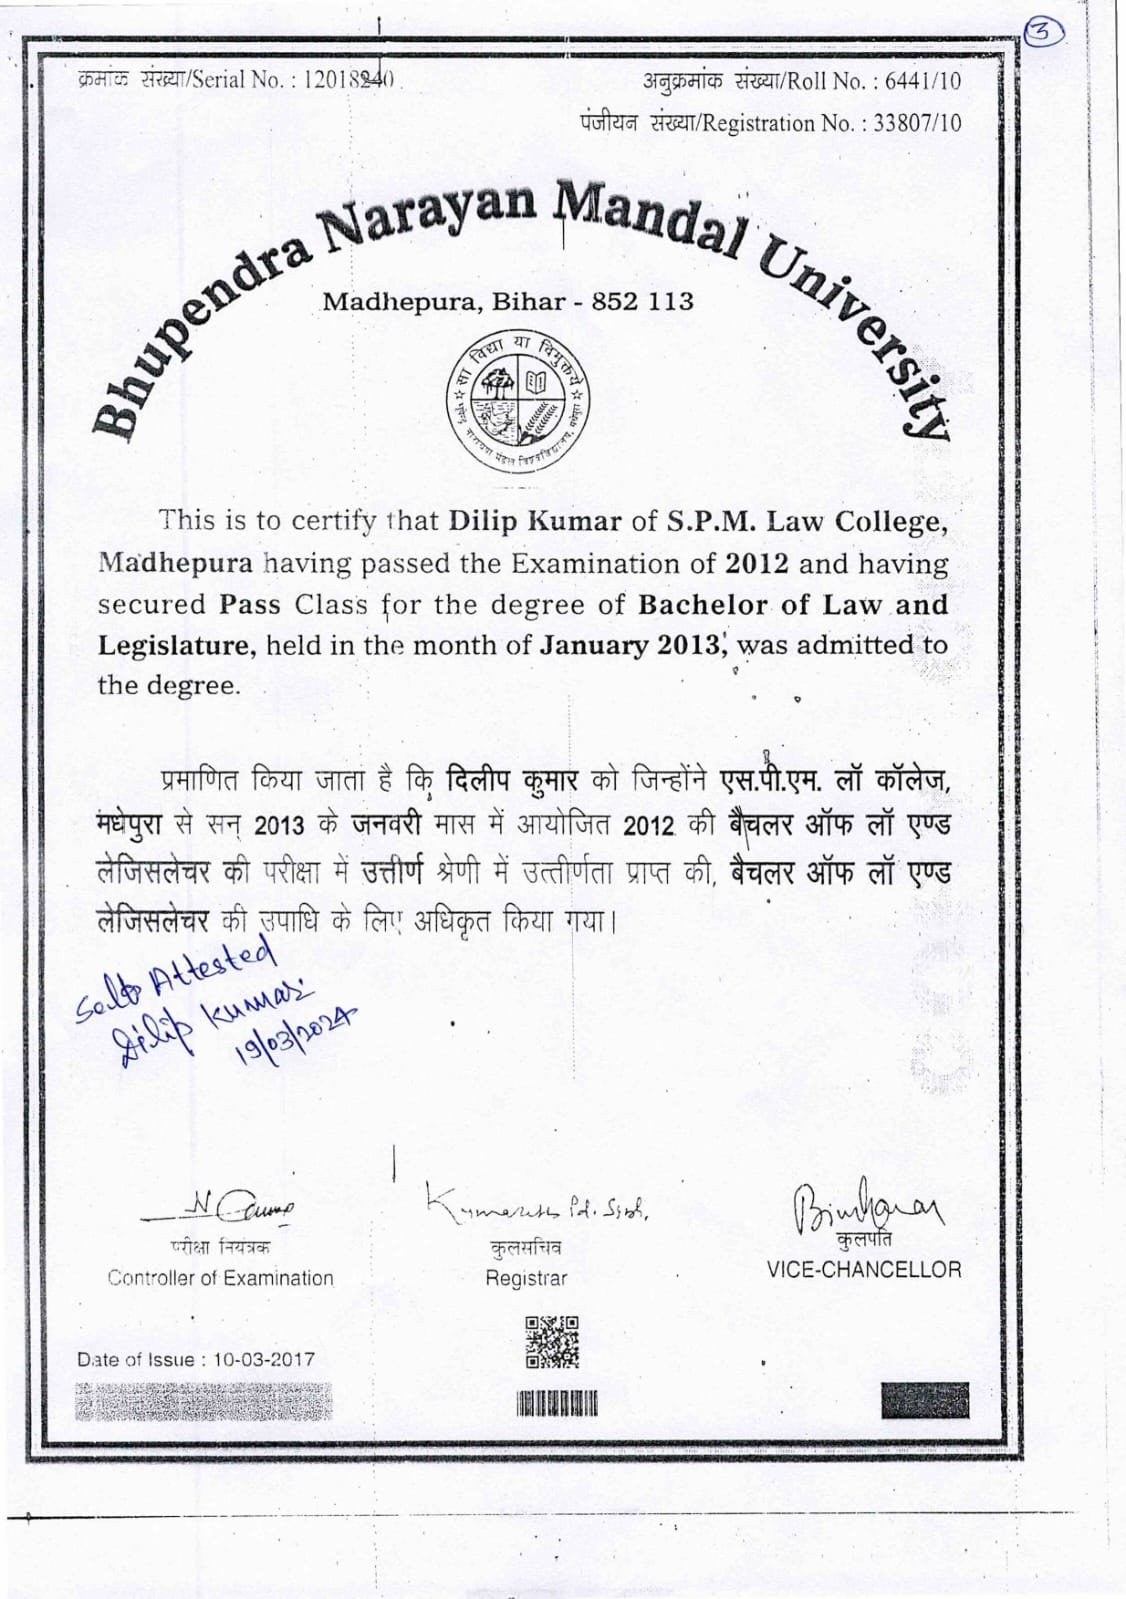 3
क्रमांक संख्या/Serial No. : 12018240
अनुक्रमांक संख्या/Roll No. : 6441/10
पंजीयन संख्या/Registration No. : 33807/10
Bhupendra Narayan Mandal University
Madhepura, Bihar - 852 113
सा विद्या या विमुक्तये
भूपेन्द्र नारायण मंडल विश्वविद्यालय, मधेपुरा
This is to certify that Dilip Kumar of S.P.M. Law College,
Madhepura having passed the Examination of 2012 and having
secured Pass Class for the degree of Bachelor of Law and
Legislature, held in the month of January 2013, was admitted to
the degree.
प्रमाणित किया जाता है कि दिलीप कुमार को जिन्होंने एस.पी.एम. लॉ कॉलेज,
मधेपुरा से सन् 2013 के जनवरी मास में आयोजित 2012 की बैचलर ऑफ लॉ एण्ड
लेजिसलेचर की परीक्षा में उत्तीर्ण श्रेणी में उत्तीर्णता प्राप्त की, बैचलर ऑफ लॉ एण्ड
लेजिसलेचर की उपाधि के लिए अधिकृत किया गया।
Self Attested
Dilip Kumar
19/03/2024
परीक्षा नियंत्रक
Controller of Examination
कुलसचिव
Registrar
कुलपति
VICE-CHANCELLOR
Date of Issue : 10-03-2017